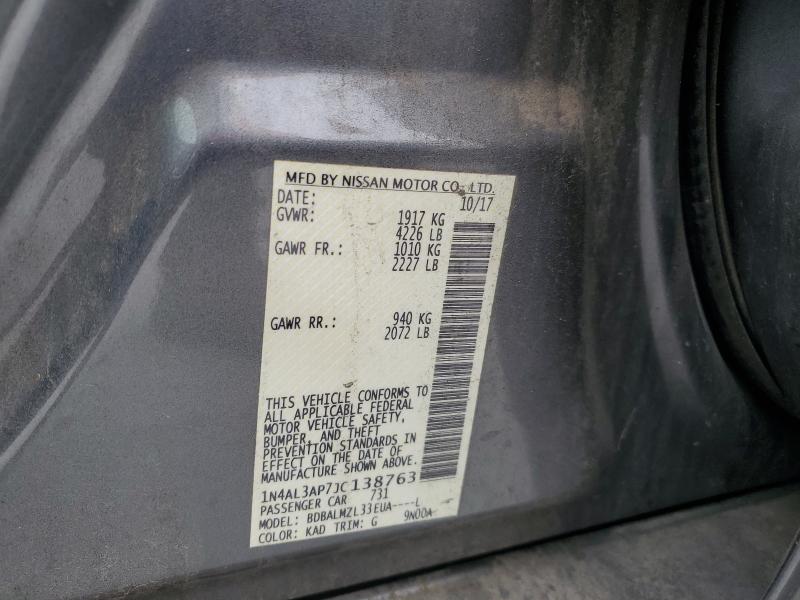 MFD BY NISSAN MOTOR CO., LTD.
DATE: 10/17
GVWR: 1917 KG
4226 LB
GAWR FR.: 1010 KG
2227 LB
GAWR RR.: 940 KG
2072 LB
THIS VEHICLE CONFORMS TO
ALL APPLICABLE FEDERAL
MOTOR VEHICLE SAFETY,
BUMPER, AND THEFT
PREVENTION STANDARDS IN
EFFECT ON THE DATE OF
MANUFACTURE SHOWN ABOVE.
1N4AL3AP7JC138763
PASSENGER CAR 731
MODEL: BDBALMZL33EUA----L
COLOR: KAD TRIM: G 9N00A